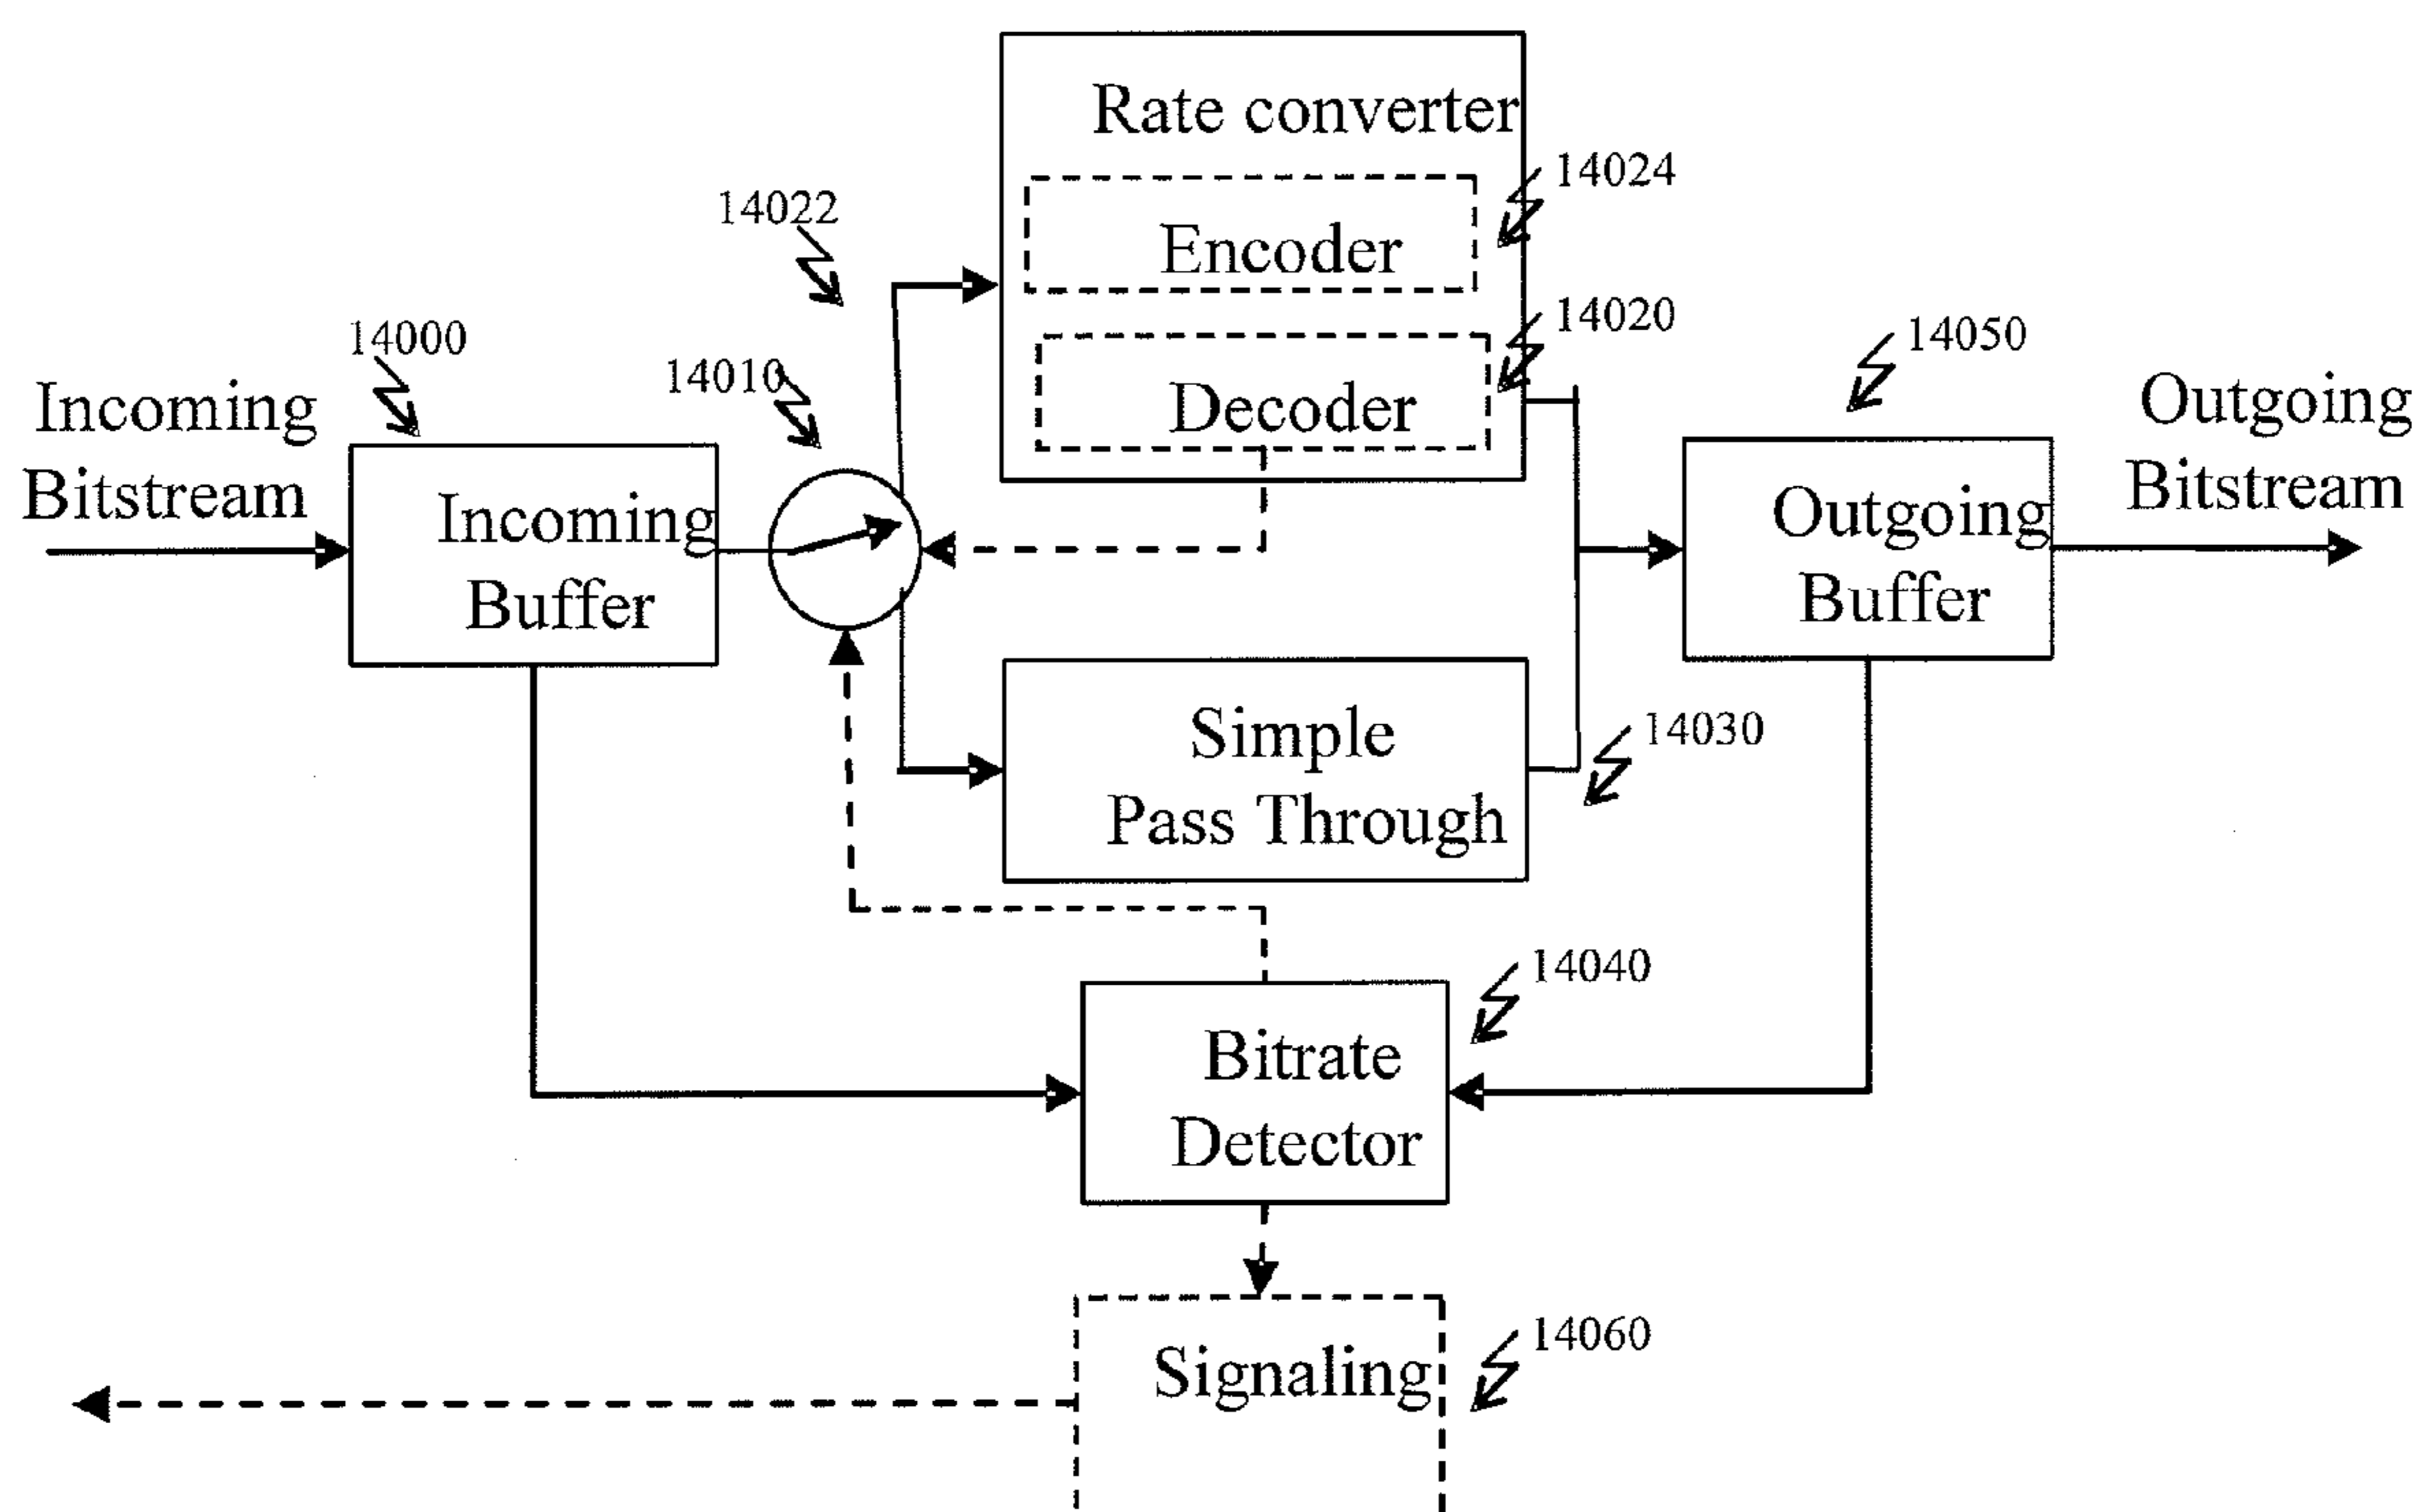 Rate converter
14024
14022
Encoder
14020
14000
14010
14050
Incoming
Bitstream
Decoder
Outgoing
Bitstream
Incoming
Buffer
Outgoing
Buffer
Simple
Pass Through
14030
14040
Bitrate
Detector
14060
Signaling